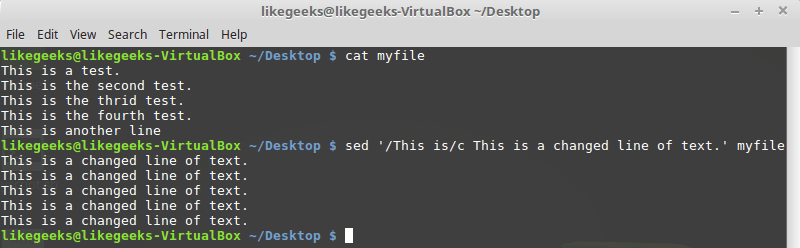 likegeeks@likegeeks-VirtualBox ~/Desktop
File Edit View Search Terminal Help
likegeeks@likegeeks-VirtualBox ~/Desktop $ cat myfile
This is a test.
This is the second test.
This is the thrid test.
This is the fourth test.
This is another line
likegeeks@likegeeks-VirtualBox ~/Desktop $ sed '/This is/c This is a changed line of text.' myfile
This is a changed line of text.
This is a changed line of text.
This is a changed line of text.
This is a changed line of text.
This is a changed line of text.
likegeeks@likegeeks-VirtualBox ~/Desktop $